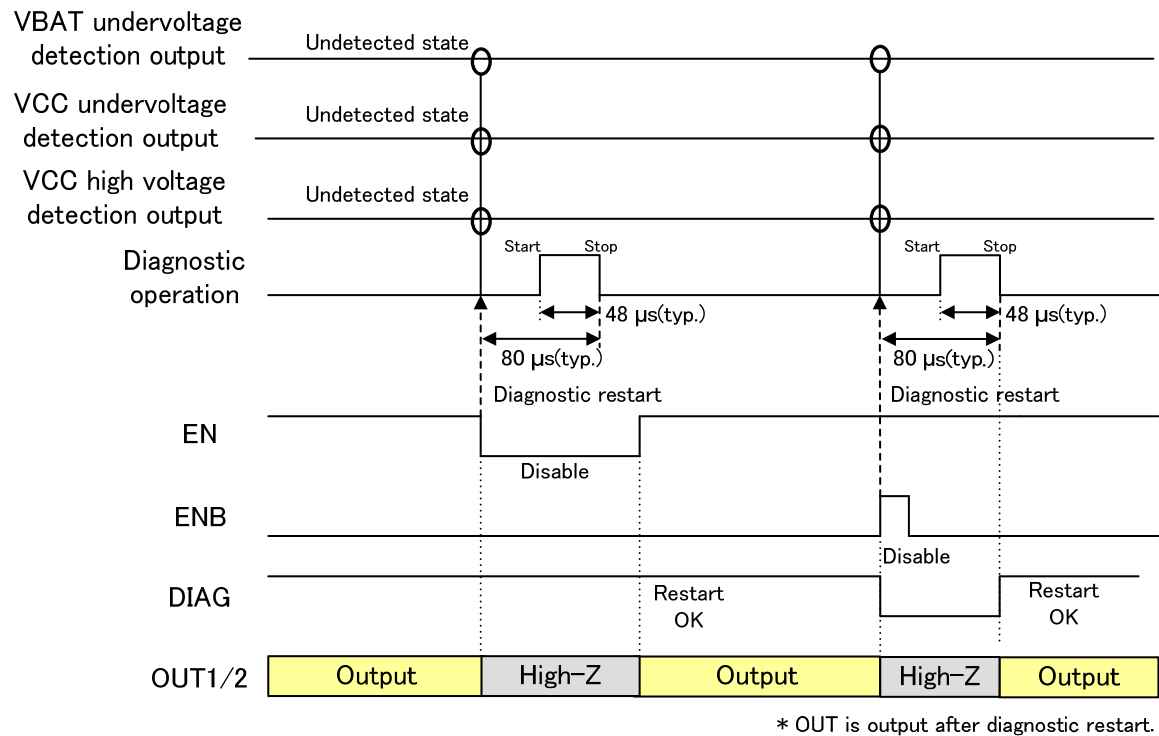 VBAT undervoltage
detection output
Undetected state
VCC undervoltage
detection output
Undetected state
VCC high voltage
detection output
Undetected state
Diagnostic
operation
Start
Stop
Start
Stop
48 μs(typ.)
48 μs(typ.)
80 μs(typ.)
80 μs(typ.)
Diagnostic restart
Diagnostic restart
EN
Disable
ENB
Disable
DIAG
Restart
OK
Restart
OK
OUT1/2
Output
High-Z
Output
High-Z
Output
* OUT is output after diagnostic restart.